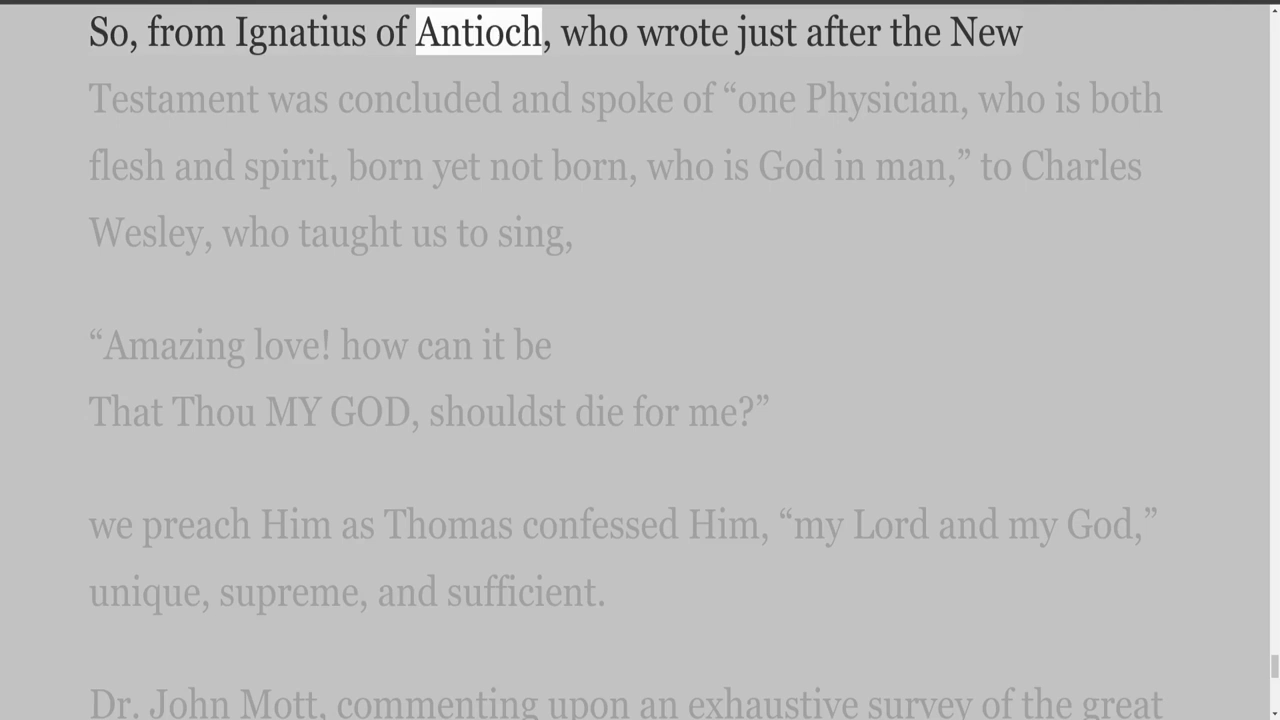 So, from Ignatius of Antioch, who wrote just after the New
Testament was concluded and spoke of “one Physician, who is both
flesh and spirit, born yet not born, who is God in man,” to Charles
Wesley, who taught us to sing,
“Amazing love! how can it be
That Thou MY GOD, shouldst die for me?”
we preach Him as Thomas confessed Him, “my Lord and my God,”
unique, supreme, and sufficient.
Dr. John Mott, commenting upon an exhaustive survey of the great